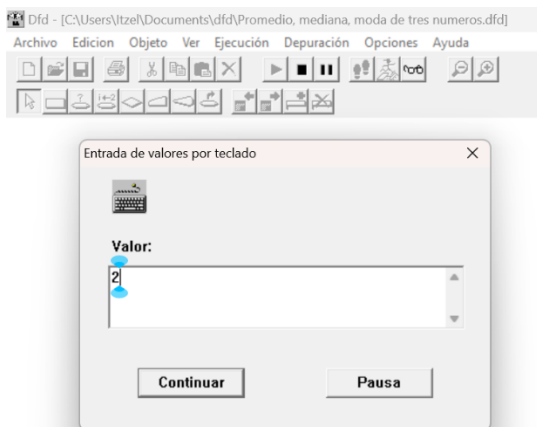 Dfd - [C:\Users\Itzel\Documents\dfd\Promedio, mediana, moda de tres numeros.dfd]
Archivo Edicion Objeto Ver Ejecución Depuración Opciones Ayuda
Entrada de valores por teclado
Valor:
2
Continuar Pausa